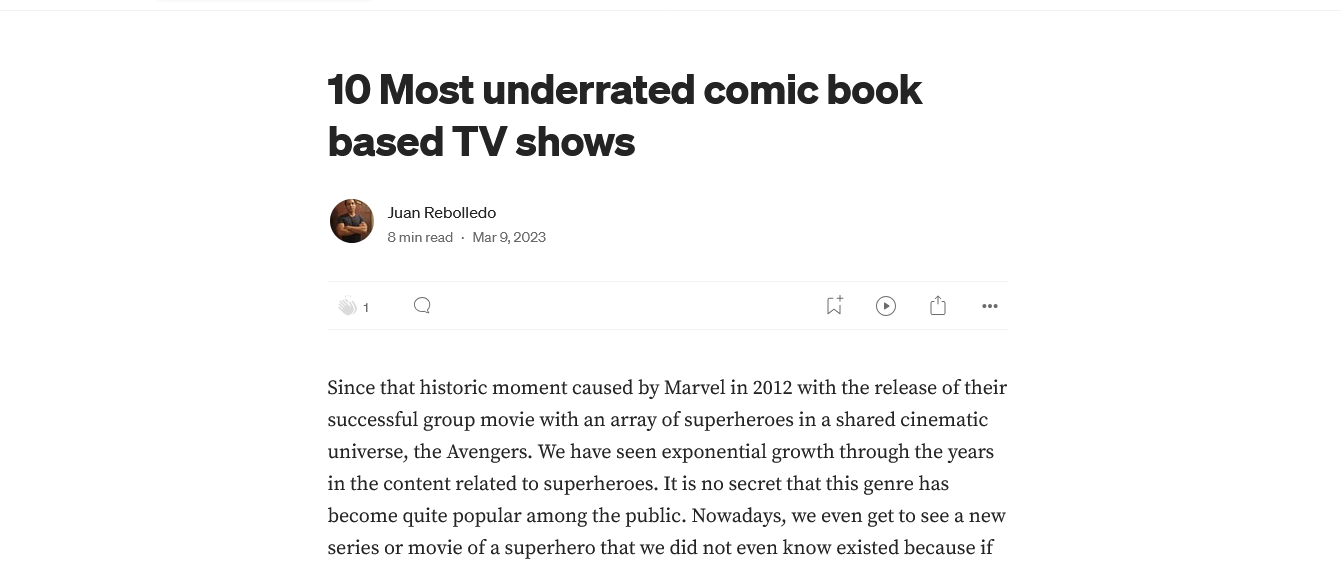 10 Most underrated comic book
based TV shows
Juan Rebolledo
8 min read · Mar 9, 2023
1
Since that historic moment caused by Marvel in 2012 with the release of their
successful group movie with an array of superheroes in a shared cinematic
universe, the Avengers. We have seen exponential growth through the years
in the content related to superheroes. It is no secret that this genre has
become quite popular among the public. Nowadays, we even get to see a new
series or movie of a superhero that we did not even know existed because if